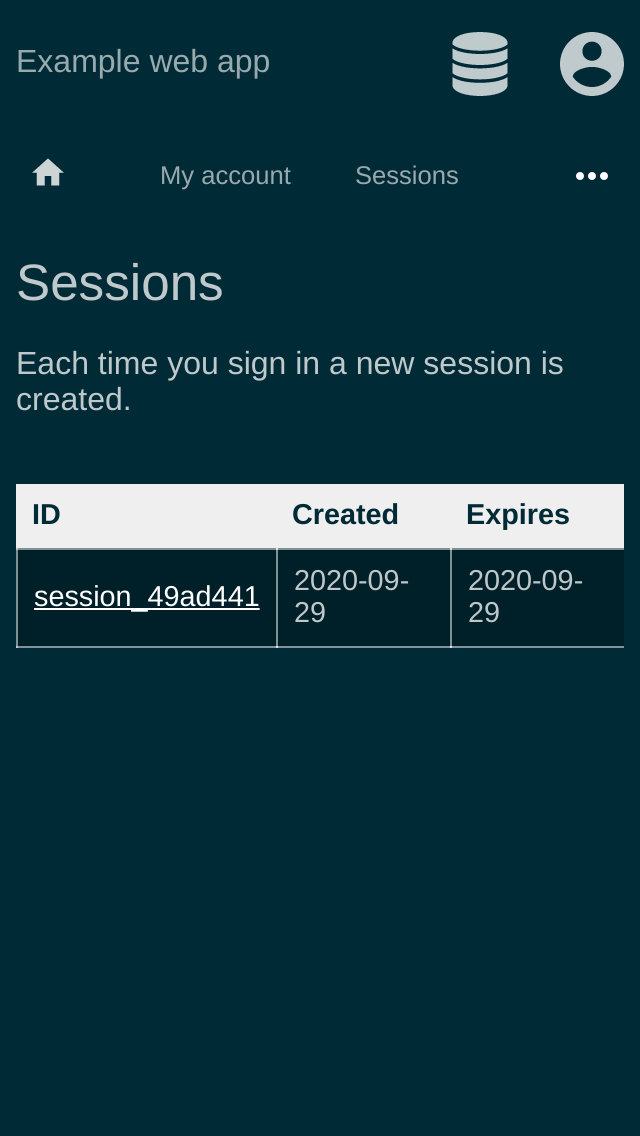 Example web app
My account Sessions
Sessions
Each time you sign in a new session is
created.
ID Created Expires
session_49ad441 2020-09-29 2020-09-29